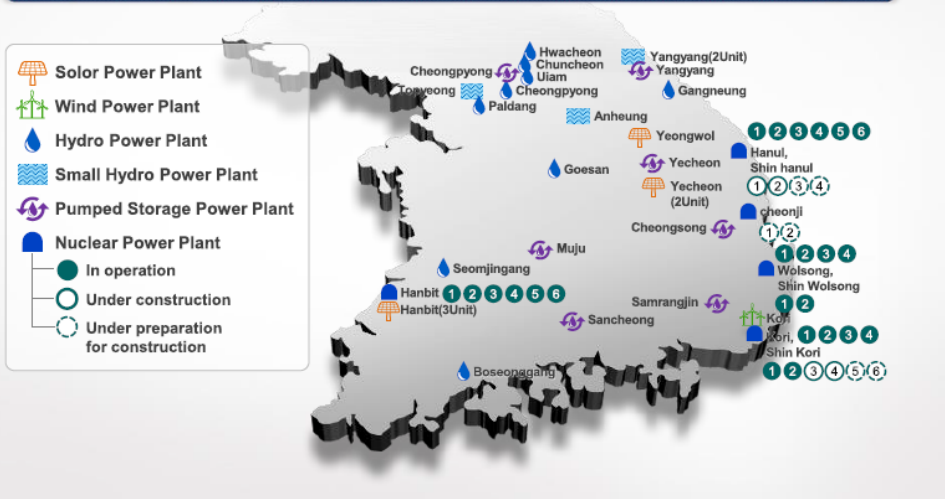 Solor Power Plant
Wind Power Plant
Hydro Power Plant
Small Hydro Power Plant
Pumped Storage Power Plant
Nuclear Power Plant
In operation
Under construction
Under preparation
for construction
Hwacheon
Chuncheon
Cheongpyong
Uiam
Cheongpyong
Paldang
Yangyang(2Unit)
Yangyang
Gangneung
Anheung
Yeongwol
1 2 3 4 5 6
Hanul,
Shin hanul
1 2 3 4
Goesan
Yecheon
Yecheon
(2Unit)
cheonji
1 2
Cheongsong
Muju
1 2 3 4
Wolsong,
Shin Wolsong
1 2
Seomjingang
Hanbit 1 2 3 4 5 6
Hanbit(3Unit)
Samrangjin
Sancheong
Kori
Kori, 1 2 3 4
Shin Kori
1 2 3 4 5 6
Boseonggang